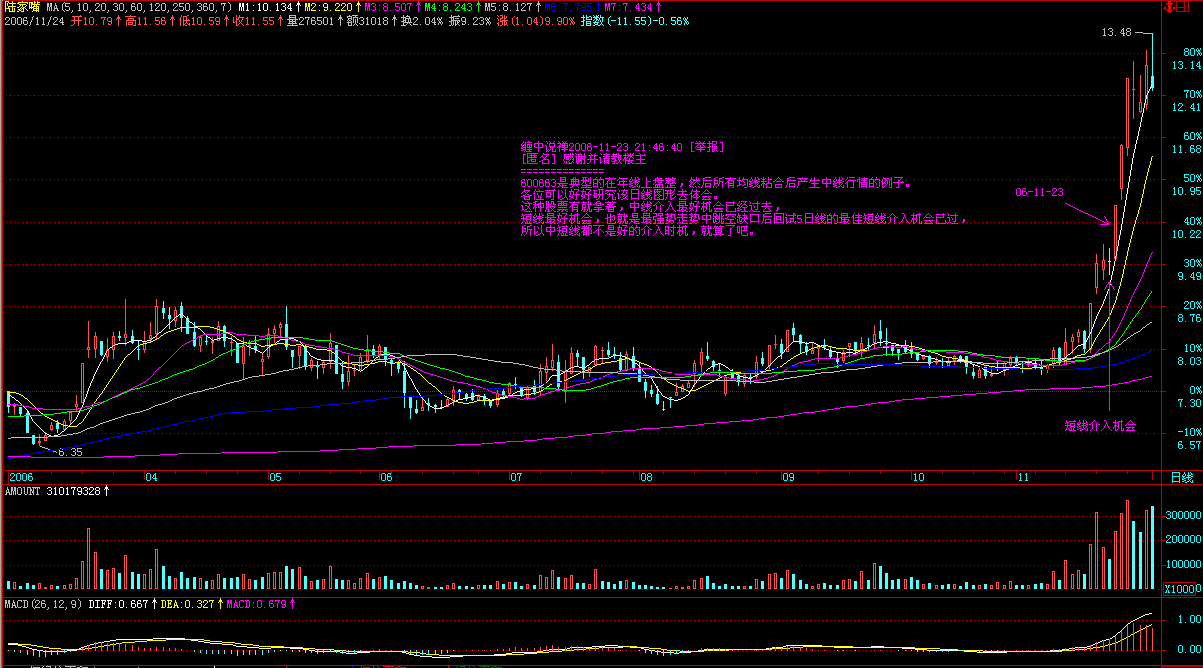 陆家嘴 MA(5,10,20,30,60,120,250,360,7) M1:10.134↑M2:9.220↑M3:8.507↑M4:8.243↑M5:8.127↑M6:7.795↑M7:7.434↑
2006/11/24 开10.79↑高11.56↑低10.59↑收11.55↑量276501↑额31018↑换2.04% 振9.23% 涨(1.04)9.90% 指数(-11.55)-0.56%
13.48
80%
13.14
70%
12.41
60%
11.68
50%
10.95
40%
10.22
30%
9.49
20%
8.76
10%
8.03
0%
7.30
-10%
6.57
缠中说禅2006-11-23 21:46:40 [举报]
[匿名] 感谢并请教楼主
==============
600663是典型的在年线上盘整，然后所有均线粘合后产生中线行情的例子。
各位可以好好研究该日线图形去体会。
这种股票有就拿着，中线介入最好机会已经过去，
短线最好机会，也就是最强势走势中跳空缺口后回试5日线的最佳短线介入机会已过，
所以中短线都不是好的介入时机，就算了吧。
06-11-23
短线介入机会
6.35
2006 04 05 06 07 08 09 10 11 日线
AMOUNT 310179328↑
300000
200000
100000
X10000
MACD(26,12,9) DIFF:0.667↑DEA:0.327↑MACD:0.679↑
1.00
0.00